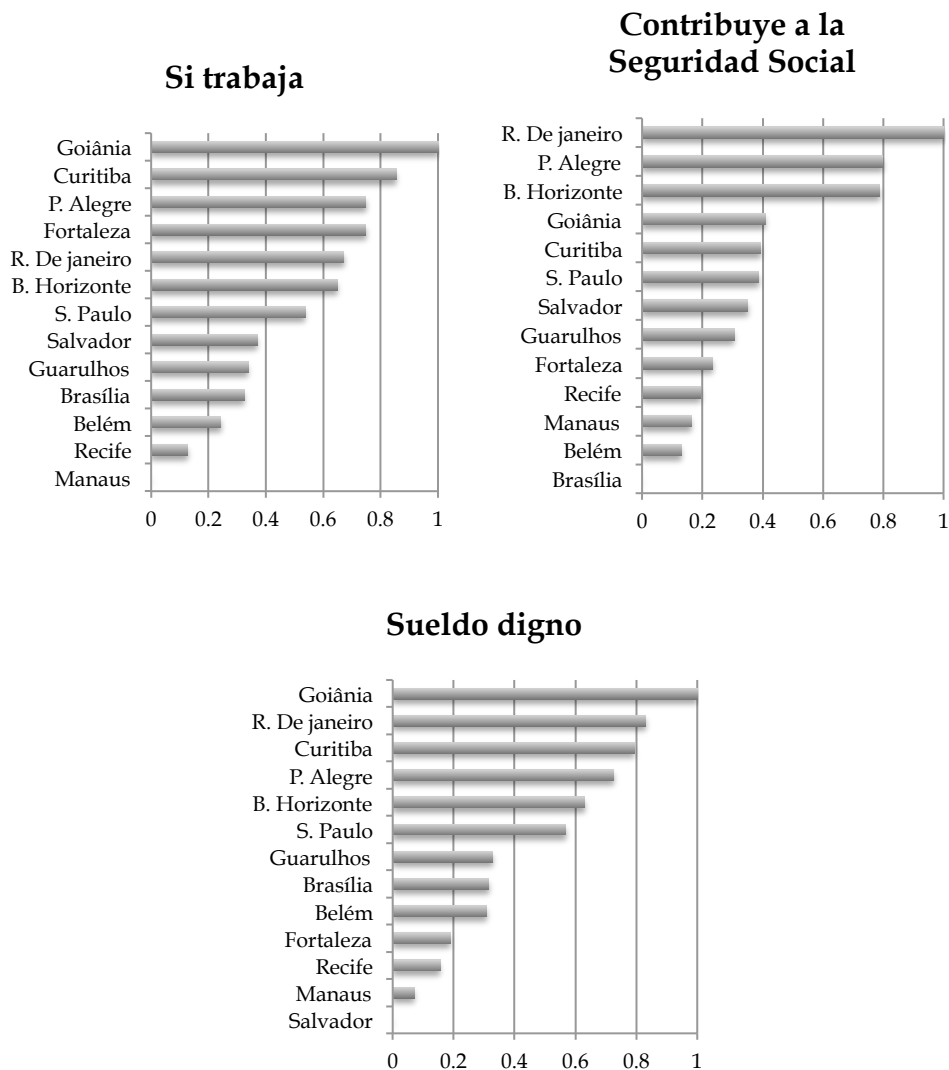 Si trabaja
Goiânia
Curitiba
P. Alegre
Fortaleza
R. De janeiro
B. Horizonte
S. Paulo
Salvador
Guarulhos
Brasília
Belém
Recife
Manaus
0 0.2 0.4 0.6 0.8 1
Contribuye a la
Seguridad Social
R. De janeiro
P. Alegre
B. Horizonte
Goiânia
Curitiba
S. Paulo
Salvador
Guarulhos
Fortaleza
Recife
Manaus
Belém
Brasília
0 0.2 0.4 0.6 0.8 1
Sueldo digno
Goiânia
R. De janeiro
Curitiba
P. Alegre
B. Horizonte
S. Paulo
Guarulhos
Brasília
Belém
Fortaleza
Recife
Manaus
Salvador
0 0.2 0.4 0.6 0.8 1